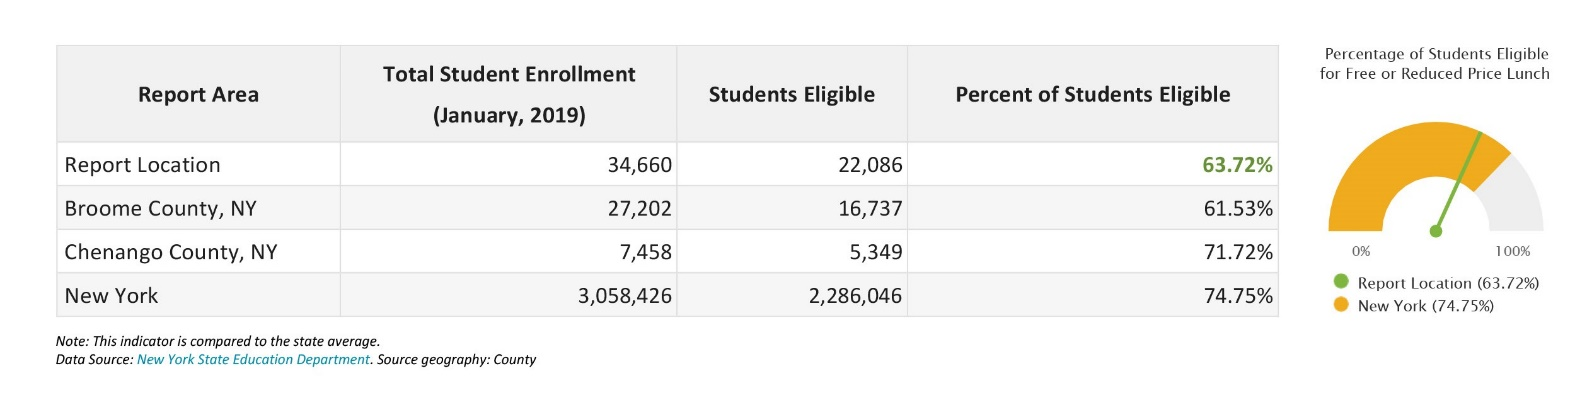 Report Area
Total Student Enrollment
(January, 2019)
Students Eligible
Percent of Students Eligible
Report Location 34,660 22,086 63.72%
Broome County, NY 27,202 16,737 61.53%
Chenango County, NY 7,458 5,349 71.72%
New York 3,058,426 2,286,046 74.75%
Note: This indicator is compared to the state average.
Data Source: New York State Education Department. Source geography: County
Percentage of Students Eligible
for Free or Reduced Price Lunch
0% 100%
Report Location (63.72%)
New York (74.75%)